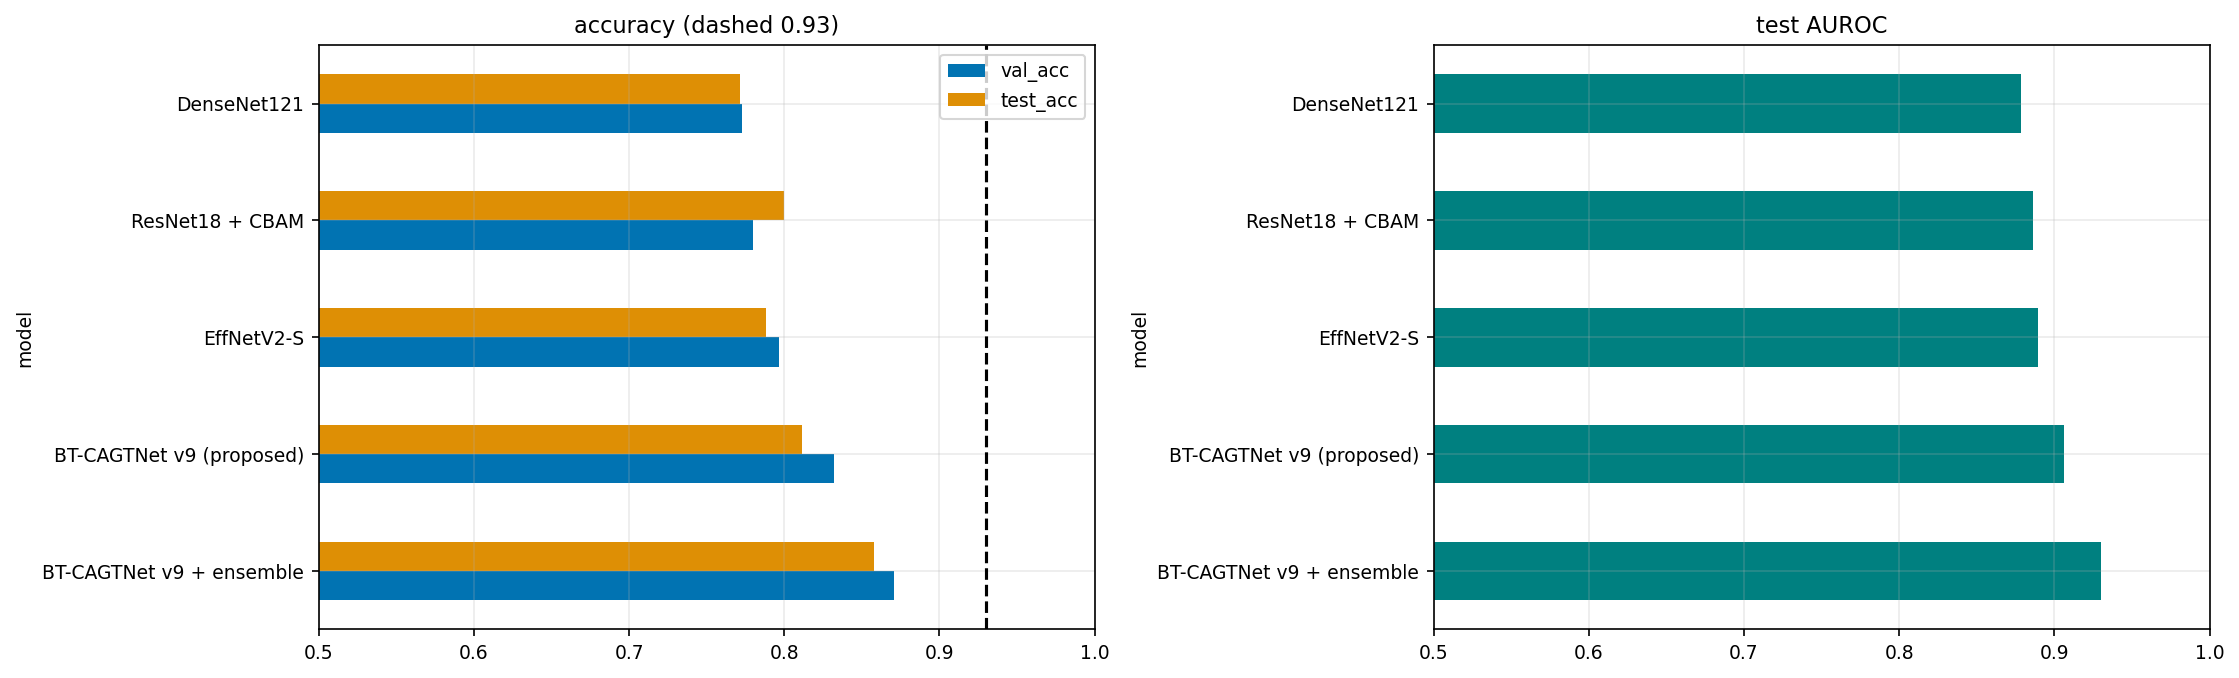 accuracy (dashed 0.93)
val_acc
test_acc
model
DenseNet121
ResNet18 + CBAM
EffNetV2-S
BT-CAGTNet v9 (proposed)
BT-CAGTNet v9 + ensemble
0.5 0.6 0.7 0.8 0.9 1.0
test AUROC
model
DenseNet121
ResNet18 + CBAM
EffNetV2-S
BT-CAGTNet v9 (proposed)
BT-CAGTNet v9 + ensemble
0.5 0.6 0.7 0.8 0.9 1.0